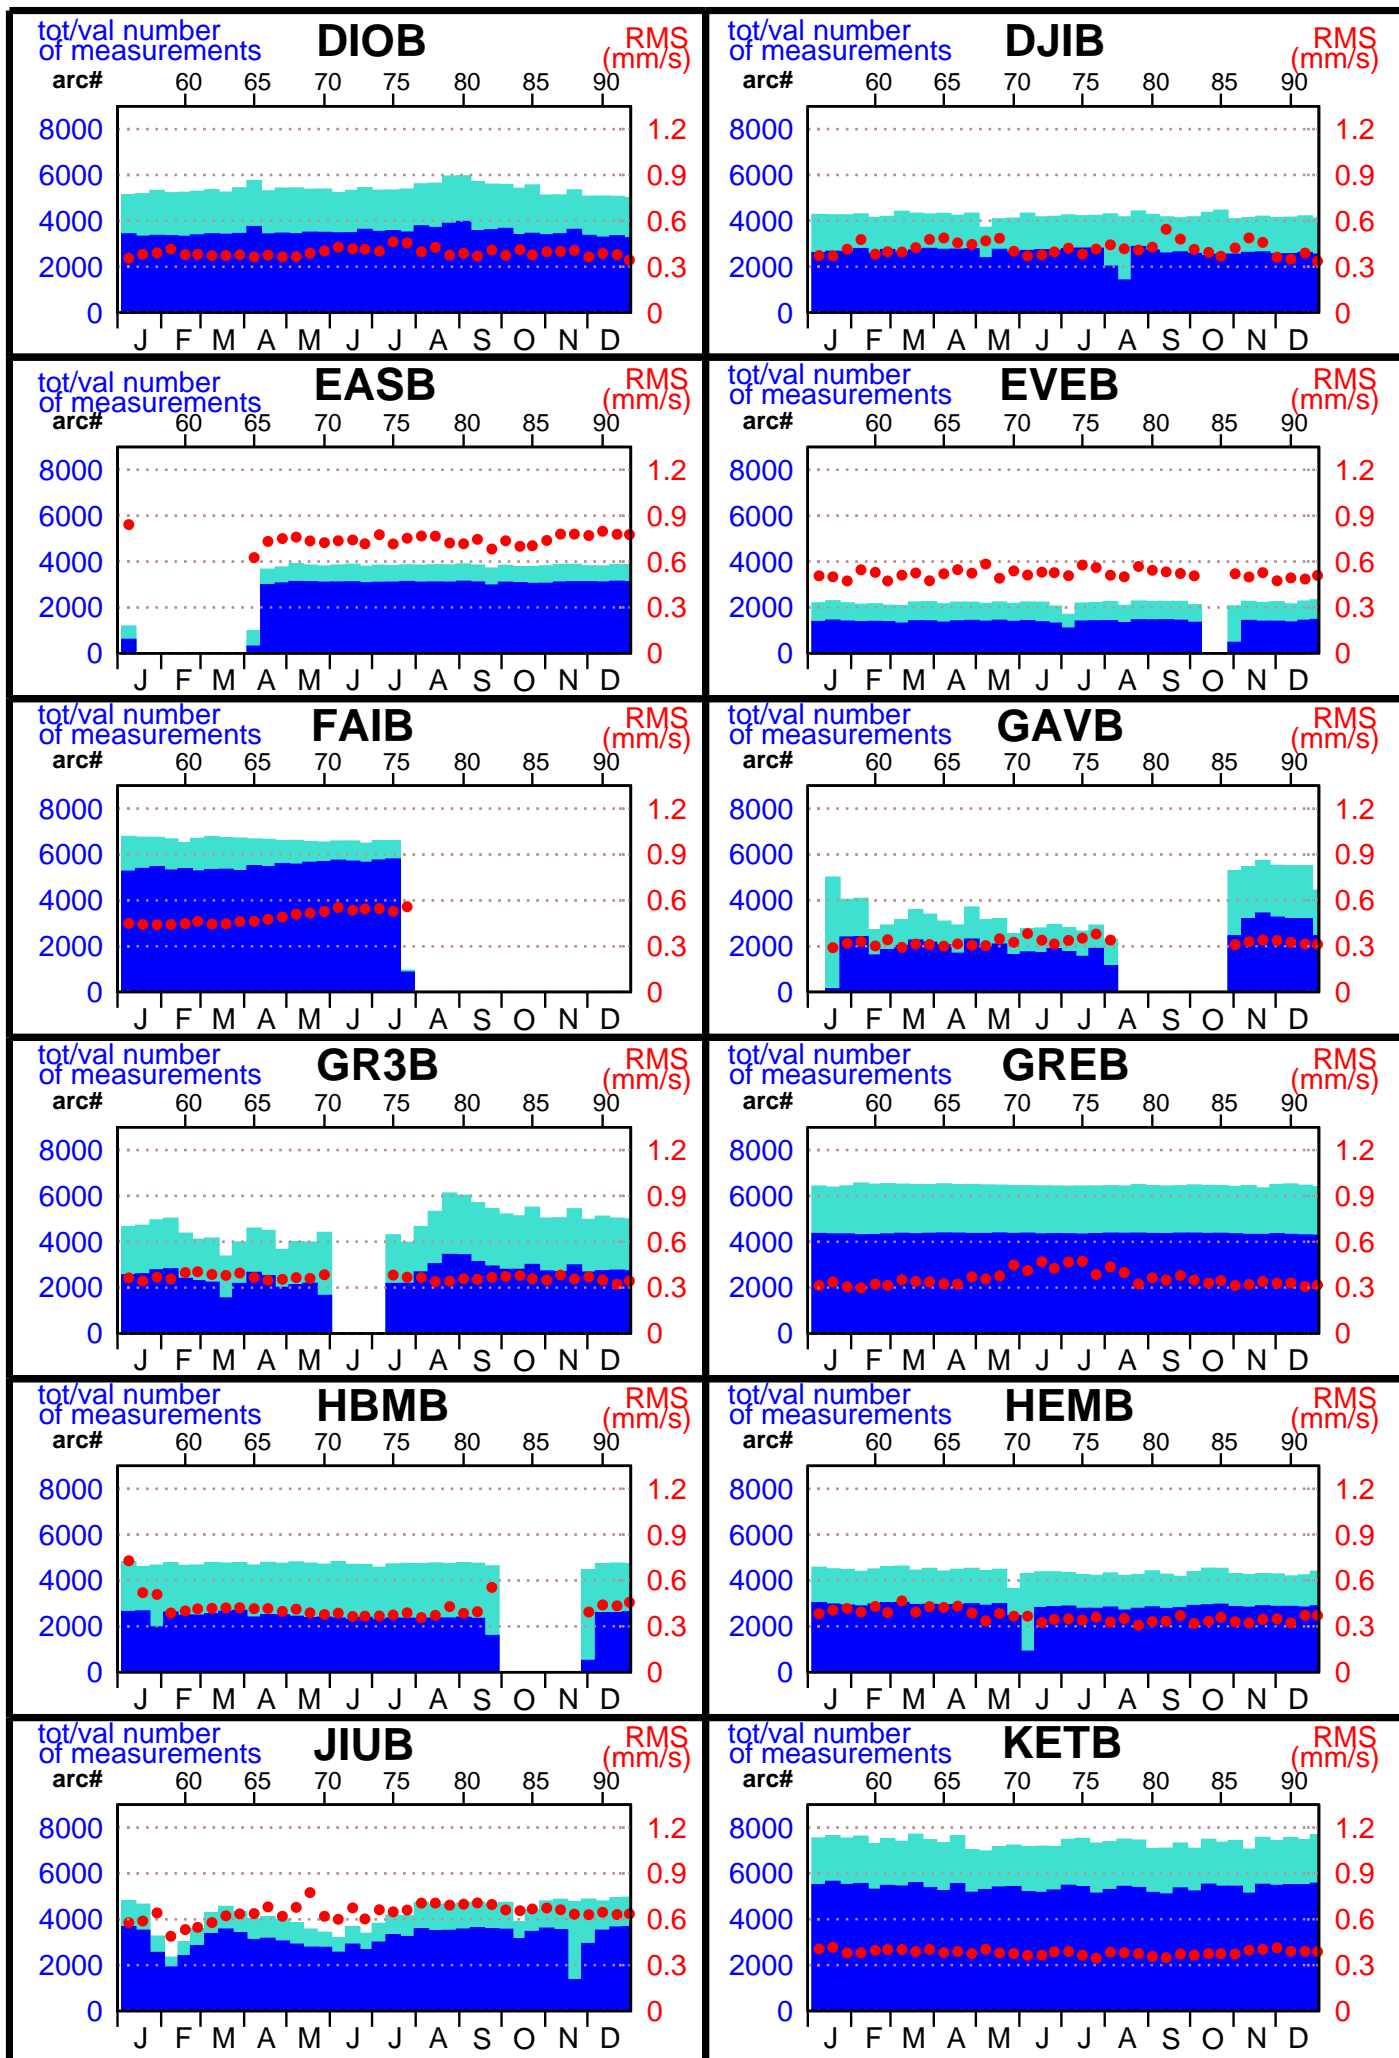 tot/val number DIOB RMS
of measurements (mm/s)
arc# 60 65 70 75 80 85 90
8000 1.2
6000 0.9
4000 0.6
2000 0.3
0 0
J F M A M J J A S O N D
tot/val number DJIB RMS
of measurements (mm/s)
arc# 60 65 70 75 80 85 90
8000 1.2
6000 0.9
4000 0.6
2000 0.3
0 0
J F M A M J J A S O N D
tot/val number EASB RMS
of measurements (mm/s)
arc# 60 65 70 75 80 85 90
8000 1.2
6000 0.9
4000 0.6
2000 0.3
0 0
J F M A M J J A S O N D
tot/val number EVEB RMS
of measurements (mm/s)
arc# 60 65 70 75 80 85 90
8000 1.2
6000 0.9
4000 0.6
2000 0.3
0 0
J F M A M J J A S O N D
tot/val number FAIB RMS
of measurements (mm/s)
arc# 60 65 70 75 80 85 90
8000 1.2
6000 0.9
4000 0.6
2000 0.3
0 0
J F M A M J J A S O N D
tot/val number GAVB RMS
of measurements (mm/s)
arc# 60 65 70 75 80 85 90
8000 1.2
6000 0.9
4000 0.6
2000 0.3
0 0
J F M A M J J A S O N D
tot/val number GR3B RMS
of measurements (mm/s)
arc# 60 65 70 75 80 85 90
8000 1.2
6000 0.9
4000 0.6
2000 0.3
0 0
J F M A M J J A S O N D
tot/val number GREB RMS
of measurements (mm/s)
arc# 60 65 70 75 80 85 90
8000 1.2
6000 0.9
4000 0.6
2000 0.3
0 0
J F M A M J J A S O N D
tot/val number HBMB RMS
of measurements (mm/s)
arc# 60 65 70 75 80 85 90
8000 1.2
6000 0.9
4000 0.6
2000 0.3
0 0
J F M A M J J A S O N D
tot/val number HEMB RMS
of measurements (mm/s)
arc# 60 65 70 75 80 85 90
8000 1.2
6000 0.9
4000 0.6
2000 0.3
0 0
J F M A M J J A S O N D
tot/val number JIUB RMS
of measurements (mm/s)
arc# 60 65 70 75 80 85 90
8000 1.2
6000 0.9
4000 0.6
2000 0.3
0 0
J F M A M J J A S O N D
tot/val number KETB RMS
of measurements (mm/s)
arc# 60 65 70 75 80 85 90
8000 1.2
6000 0.9
4000 0.6
2000 0.3
0 0
J F M A M J J A S O N D